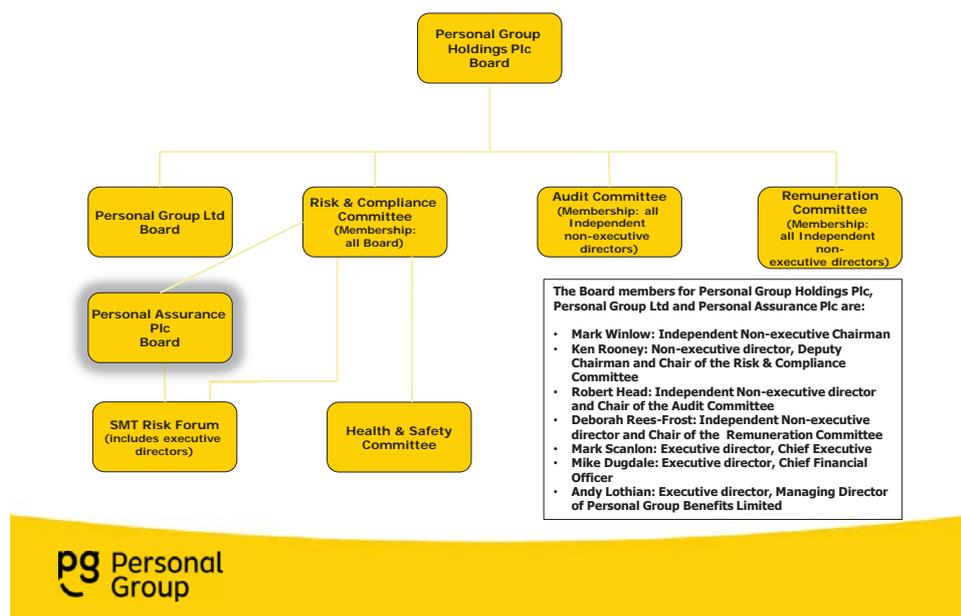 Personal Group
Holdings Plc
Board
Personal Group Ltd
Board
Risk & Compliance
Committee
(Membership:
all Board)
Audit Committee
(Membership: all
Independent
non-executive
directors)
Remuneration
Committee
(Membership:
all Independent
non-
executive directors)
Personal Assurance
Plc
Board
SMT Risk Forum
(includes executive
directors)
Health & Safety
Committee
The Board members for Personal Group Holdings Plc,
Personal Group Ltd and Personal Assurance Plc are:
• Mark Winlow: Independent Non-executive Chairman
• Ken Rooney: Non-executive director, Deputy
Chairman and Chair of the Risk & Compliance
Committee
• Robert Head: Independent Non-executive director
and Chair of the Audit Committee
• Deborah Rees-Frost: Independent Non-executive
director and Chair of the Remuneration Committee
• Mark Scanlon: Executive director, Chief Executive
• Mike Dugdale: Executive director, Chief Financial
Officer
• Andy Lothian: Executive director, Managing Director
of Personal Group Benefits Limited
pg Personal
Group